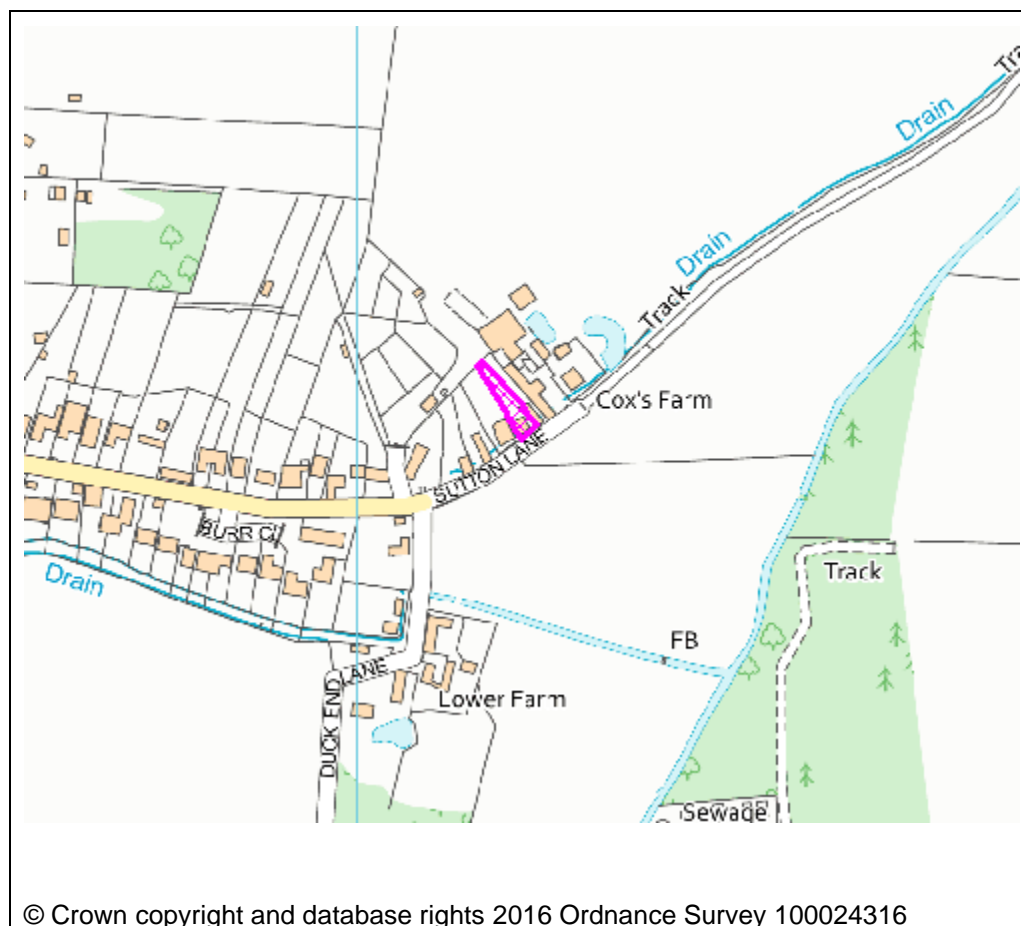 Tra
Drain
Drain
Track
Cox's Farm
SUTTON LANE
BURR CL
Track
Drain
FB
DUCK END LANE
Lower Farm
Sewage
© Crown copyright and database rights 2016 Ordnance Survey 100024316